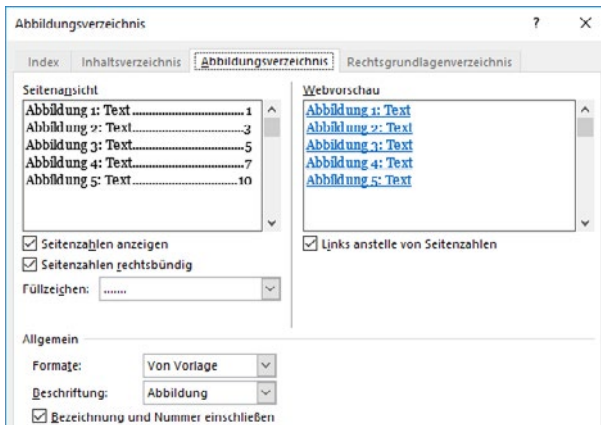 Abbildungsverzeichnis ? ×
Index Inhaltsverzeichnis Abbildungsverzeichnis Rechtsgrundlagenverzeichnis
Seitenansicht
Abbildung 1: Text....................................1
Abbildung 2: Text....................................3
Abbildung 3: Text....................................5
Abbildung 4: Text....................................7
Abbildung 5: Text..................................10
Seitenzahlen anzeigen
Seitenzahlen rechtsbündig
Füllzeichen: .......
Webvorschau
Abbildung 1: Text
Abbildung 2: Text
Abbildung 3: Text
Abbildung 4: Text
Abbildung 5: Text
Links anstelle von Seitenzahlen
Allgemein
Formate: Von Vorlage
Beschriftung: Abbildung
Bezeichnung und Nummer einschließen